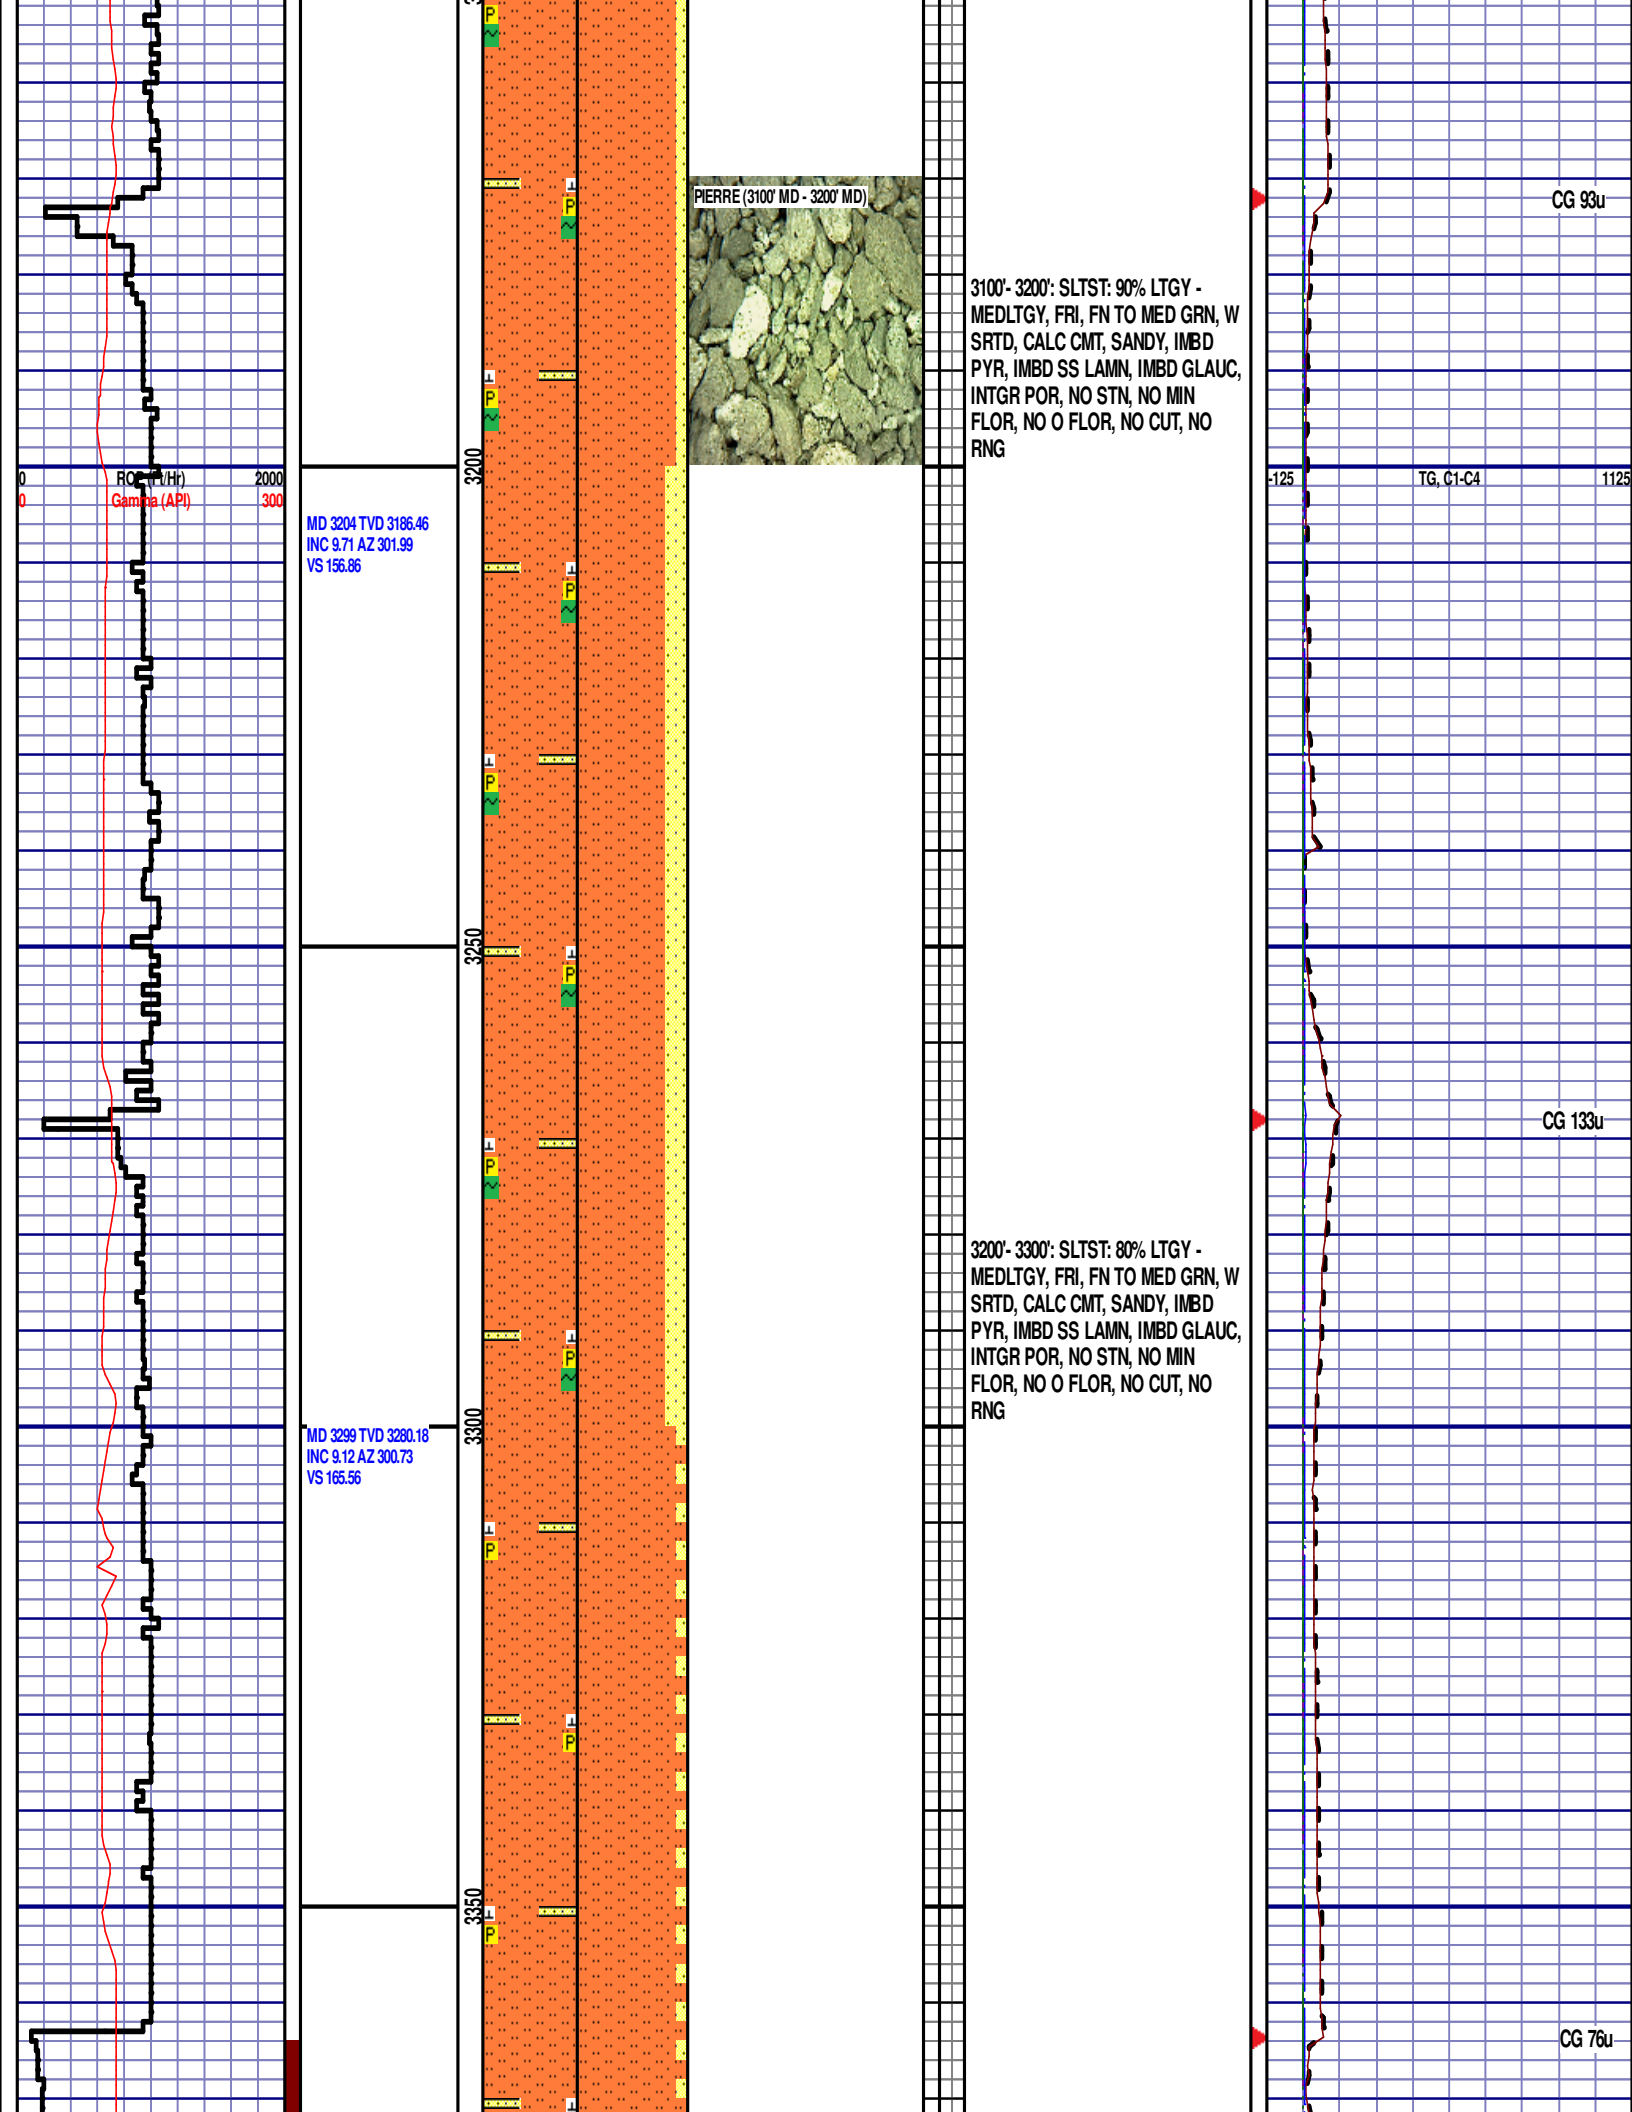 P
PIERRE (3100' MD - 3200' MD)
P
CG 93u
3100'- 3200': SLTST: 90% LTGY -
MEDLTGY, FRI, FN TO MED GRN, W
SRTD, CALC CMT, SANDY, IMBD
PYR, IMBD SS LAMN, IMBD GLAUC,
INTGR POR, NO STN, NO MIN
FLOR, NO O FLOR, NO CUT, NO
RNG
P
3200
0 ROP (Ft/Hr) 2000
0 Gamma (API) 300
-125 TG, C1-C4 1125
MD 3204 TVD 3186.46
INC 9.71 AZ 301.99
VS 156.86
P
P
3250
P
CG 133u
P
3200'- 3300': SLTST: 80% LTGY -
MEDLTGY, FRI, FN TO MED GRN, W
SRTD, CALC CMT, SANDY, IMBD
PYR, IMBD SS LAMN, IMBD GLAUC,
INTGR POR, NO STN, NO MIN
FLOR, NO O FLOR, NO CUT, NO
RNG
P
3300
MD 3299 TVD 3280.18
INC 9.12 AZ 300.73
VS 165.56
P
P
3350
P
CG 76u